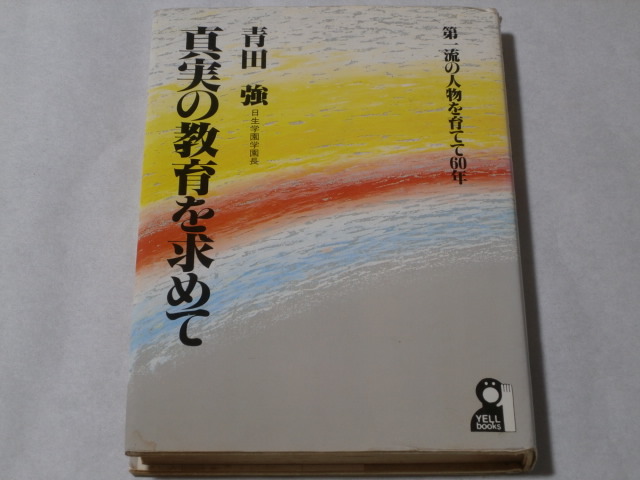 第一流の人物を育てて60年
青田 強
日生学園学園長
真実の教育を求めて
YELL
books